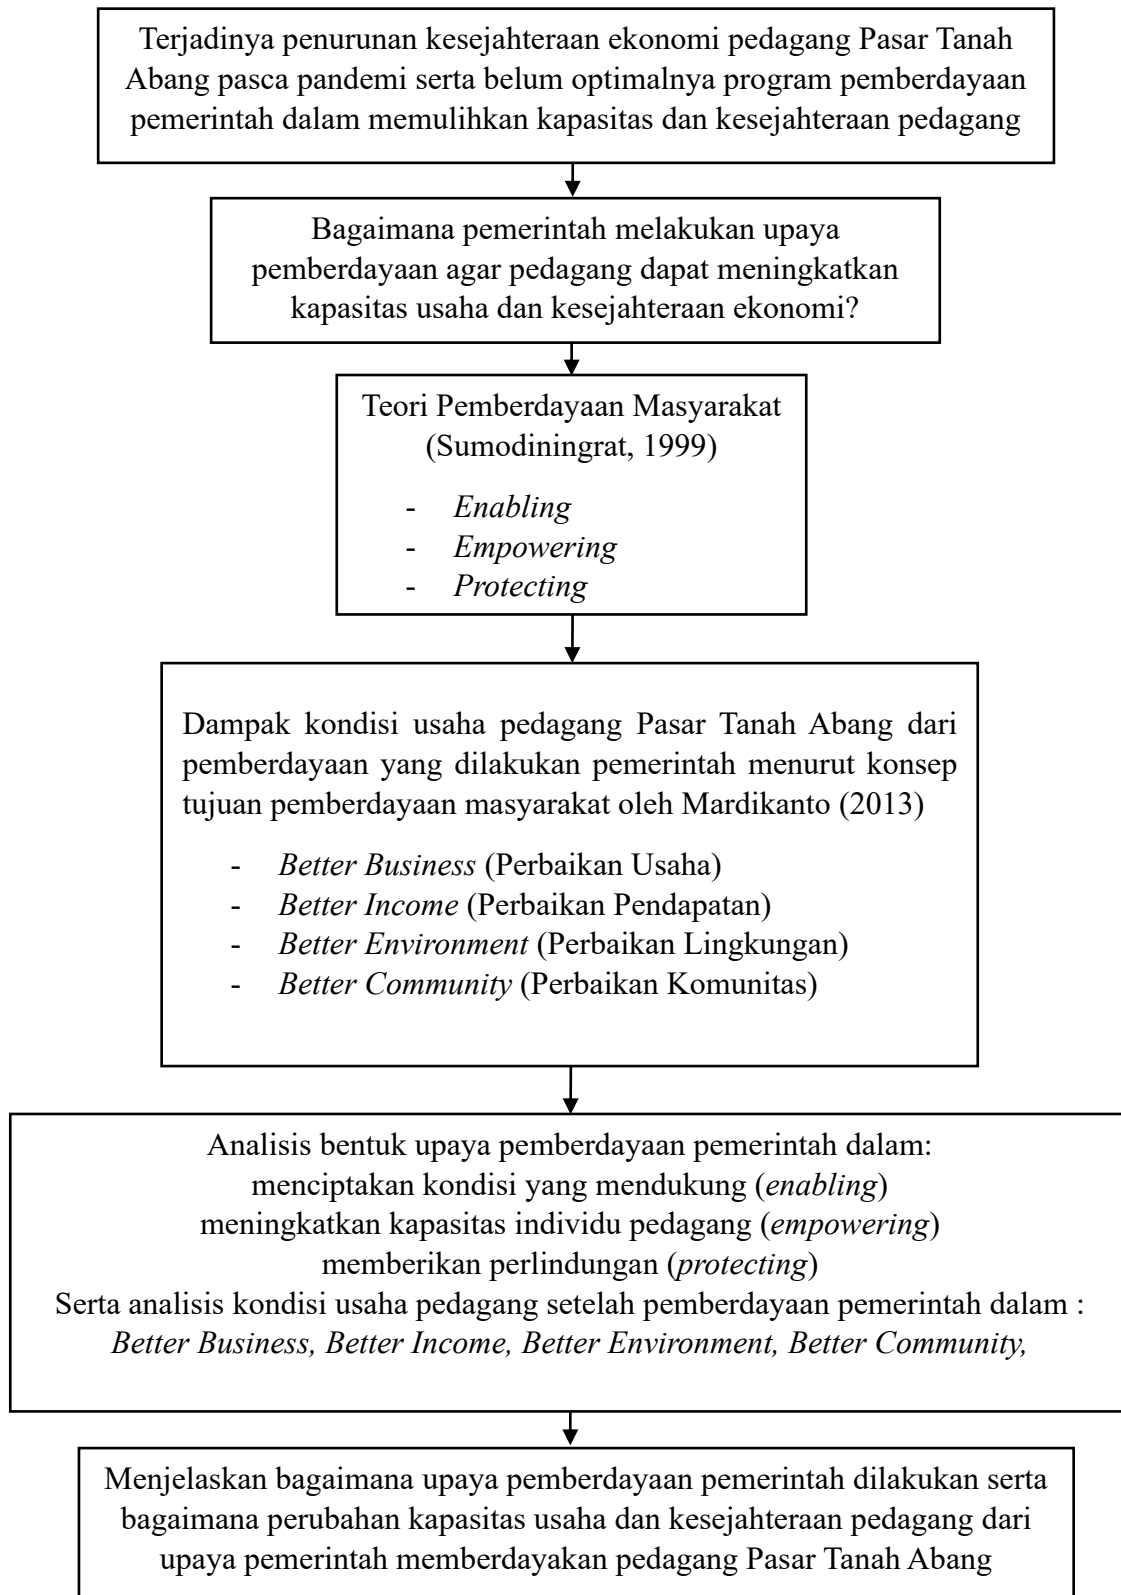 Terjadinya penurunan kesejahteraan ekonomi pedagang Pasar Tanah
Abang pasca pandemi serta belum optimalnya program pemberdayaan
pemerintah dalam memulihkan kapasitas dan kesejahteraan pedagang
Bagaimana pemerintah melakukan upaya
pemberdayaan agar pedagang dapat meningkatkan
kapasitas usaha dan kesejahteraan ekonomi?
Teori Pemberdayaan Masyarakat
(Sumodiningrat, 1999)
- Enabling
- Empowering
- Protecting
Dampak kondisi usaha pedagang Pasar Tanah Abang dari
pemberdayaan yang dilakukan pemerintah menurut konsep
tujuan pemberdayaan masyarakat oleh Mardikanto (2013)
- Better Business (Perbaikan Usaha)
- Better Income (Perbaikan Pendapatan)
- Better Environment (Perbaikan Lingkungan)
- Better Community (Perbaikan Komunitas)
Analisis bentuk upaya pemberdayaan pemerintah dalam:
menciptakan kondisi yang mendukung (enabling)
meningkatkan kapasitas individu pedagang (empowering)
memberikan perlindungan (protecting)
Serta analisis kondisi usaha pedagang setelah pemberdayaan pemerintah dalam :
Better Business, Better Income, Better Environment, Better Community,
Menjelaskan bagaimana upaya pemberdayaan pemerintah dilakukan serta
bagaimana perubahan kapasitas usaha dan kesejahteraan pedagang dari
upaya pemerintah memberdayakan pedagang Pasar Tanah Abang